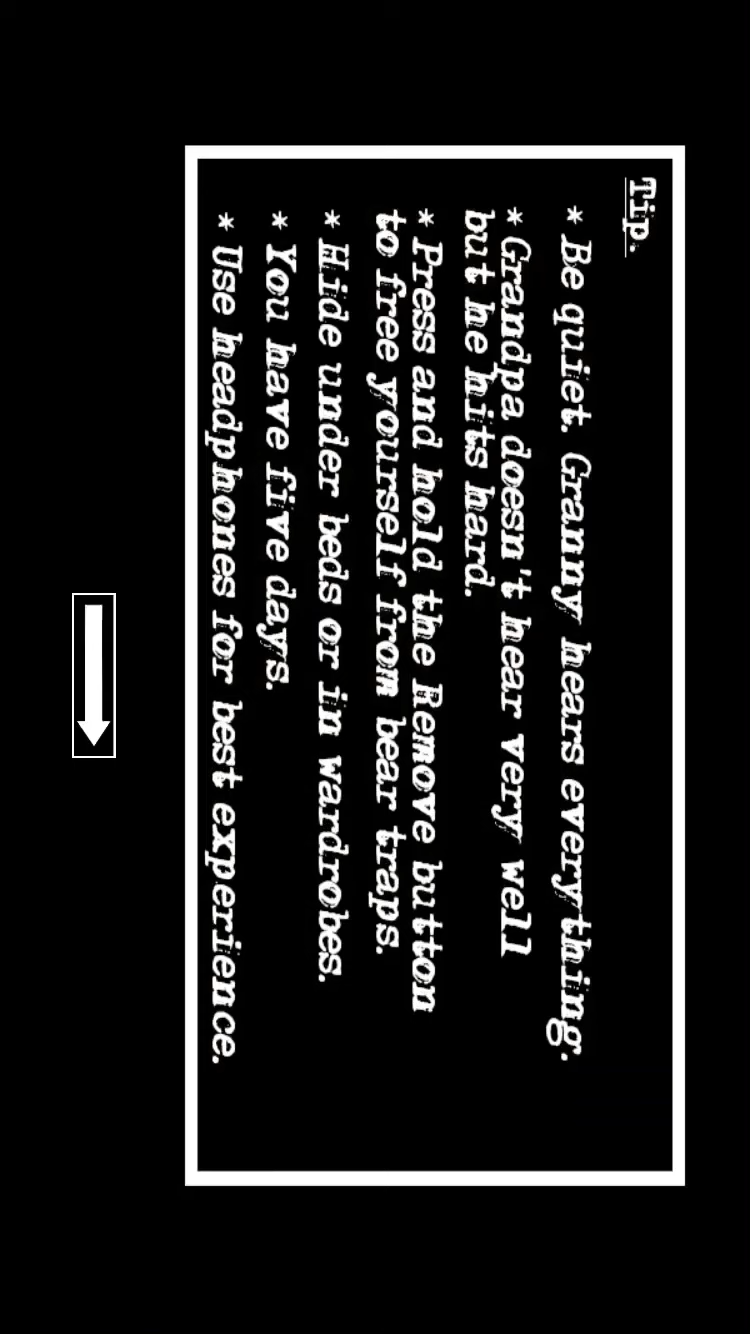 Tip.
* Be quiet. Granny hears everything.
* Grandpa doesn't hear very well
but he hits hard.
* Press and hold the Remove button
to free yourself from bear traps.
* Hide under beds or in wardrobes.
* You have five days.
* Use headphones for best experience.